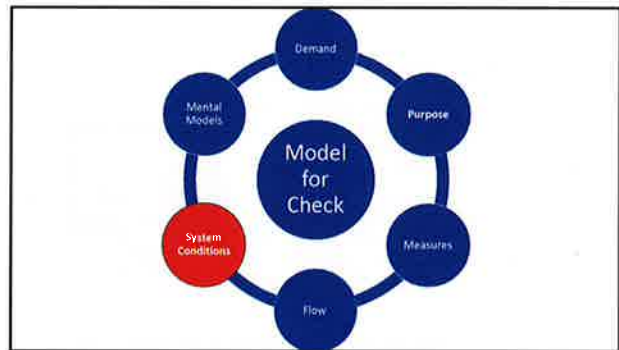 Demand
Purpose
Measures
Flow
System
Conditions
Mental
Models
Model
for
Check